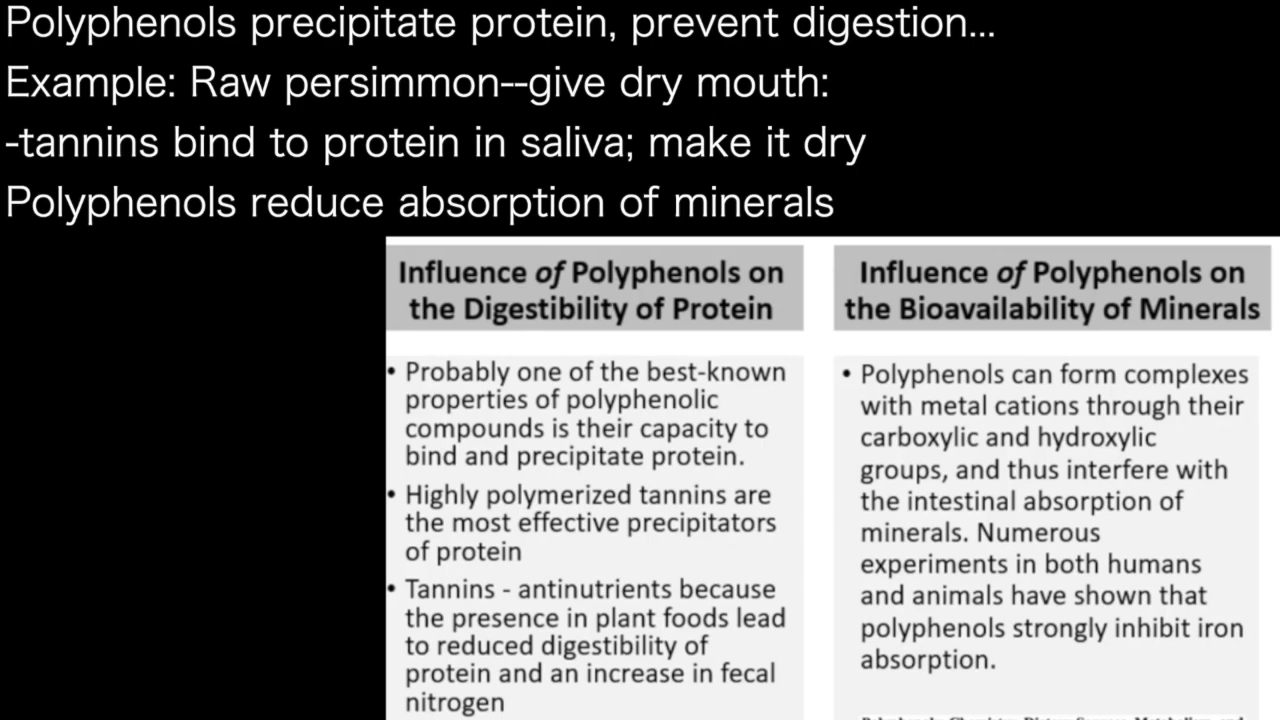 Polyphenols precipitate protein, prevent digestion...
Example: Raw persimmon--give dry mouth:
-tannins bind to protein in saliva; make it dry
Polyphenols reduce absorption of minerals
Influence of Polyphenols on
the Digestibility of Protein
• Probably one of the best-known
properties of polyphenolic
compounds is their capacity to
bind and precipitate protein.
• Highly polymerized tannins are
the most effective precipitators
of protein
• Tannins - antinutrients because
the presence in plant foods lead
to reduced digestibility of
protein and an increase in fecal
nitrogen
Influence of Polyphenols on
the Bioavailability of Minerals
• Polyphenols can form complexes
with metal cations through their
carboxylic and hydroxylic
groups, and thus interfere with
the intestinal absorption of
minerals. Numerous
experiments in both humans
and animals have shown that
polyphenols strongly inhibit iron
absorption.